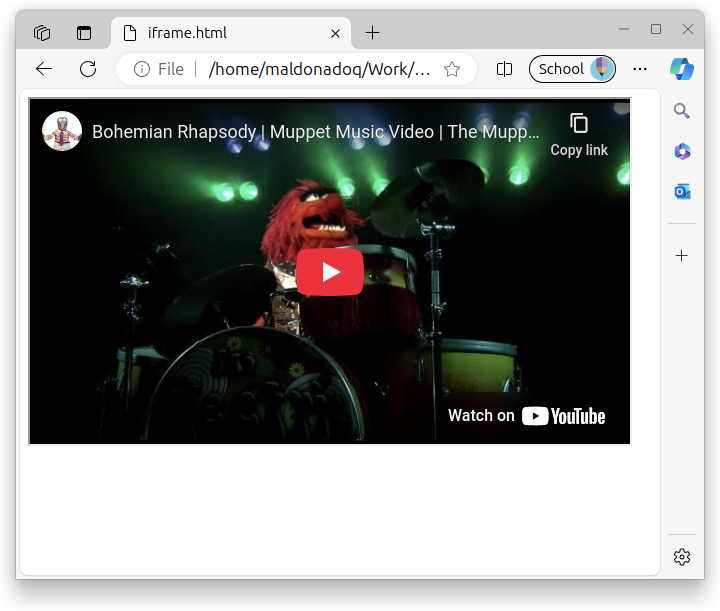 iframe.html
File
/home/maldonadoq/Work/...
School
Bohemian Rhapsody | Muppet Music Video | The Mupp...
Copy link
Watch on YouTube